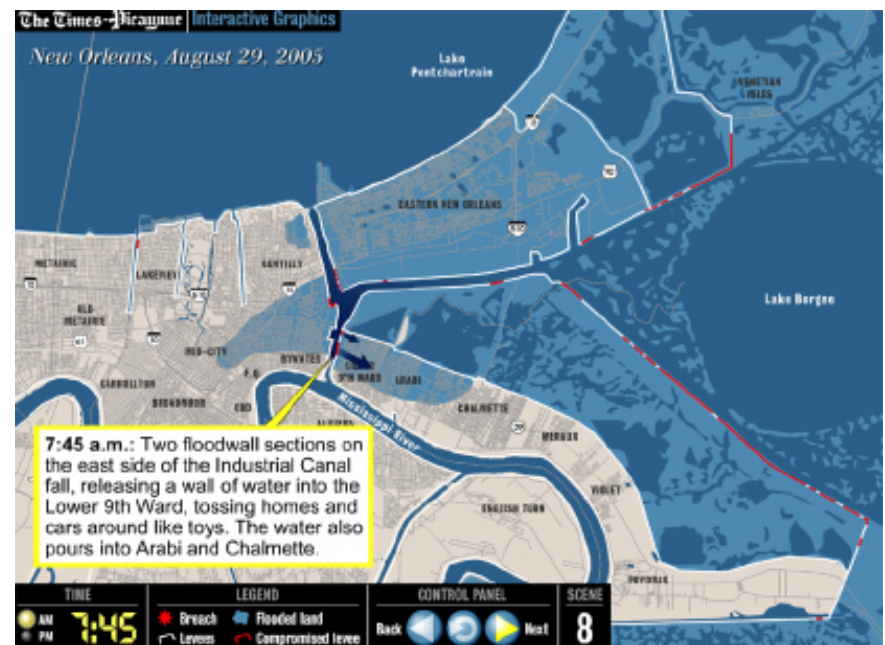 The Times-Picayune | Interactive Graphics
New Orleans, August 29, 2005
Lake
Pontchartrain
VENETIAN
ISLES
EASTERN NEW ORLEANS
METAIRIE
LAKEVIEW
GENTILLY
OLD
METAIRIE
MID-CITY
BYWATER
F.Q.
CARROLLTON
BROADMOOR
CBD
LOWER
9TH WARD
ARABI
CHALMETTE
Lake Borgne
Mississippi River
ALGIERS
MERAUX
VIOLET
ENGLISH TURN
POYDRAS
7:45 a.m.: Two floodwall sections on
the east side of the Industrial Canal
fall, releasing a wall of water into the
Lower 9th Ward, tossing homes and
cars around like toys. The water also
pours into Arabi and Chalmette.
TIME
AM
PM
7:45
LEGEND
Breach
Flooded land
Levees
Compromised levee
CONTROL PANEL
Back
Next
SCENE
8